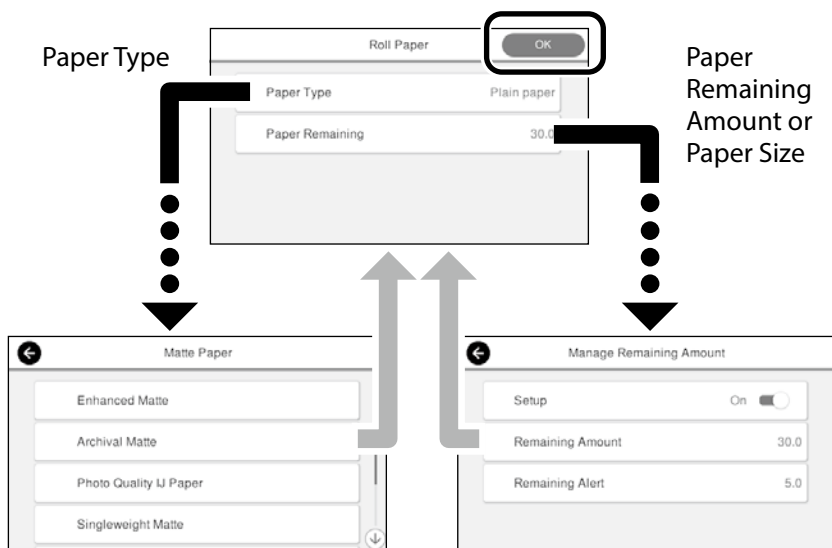 Paper Type
Roll Paper
OK
Paper
Remaining
Amount or
Paper Size
Paper Type Plain paper
Paper Remaining 30.0
Matte Paper
Enhanced Matte
Archival Matte
Photo Quality IJ Paper
Singleweight Matte
Manage Remaining Amount
Setup On
Remaining Amount 30.0
Remaining Alert 5.0